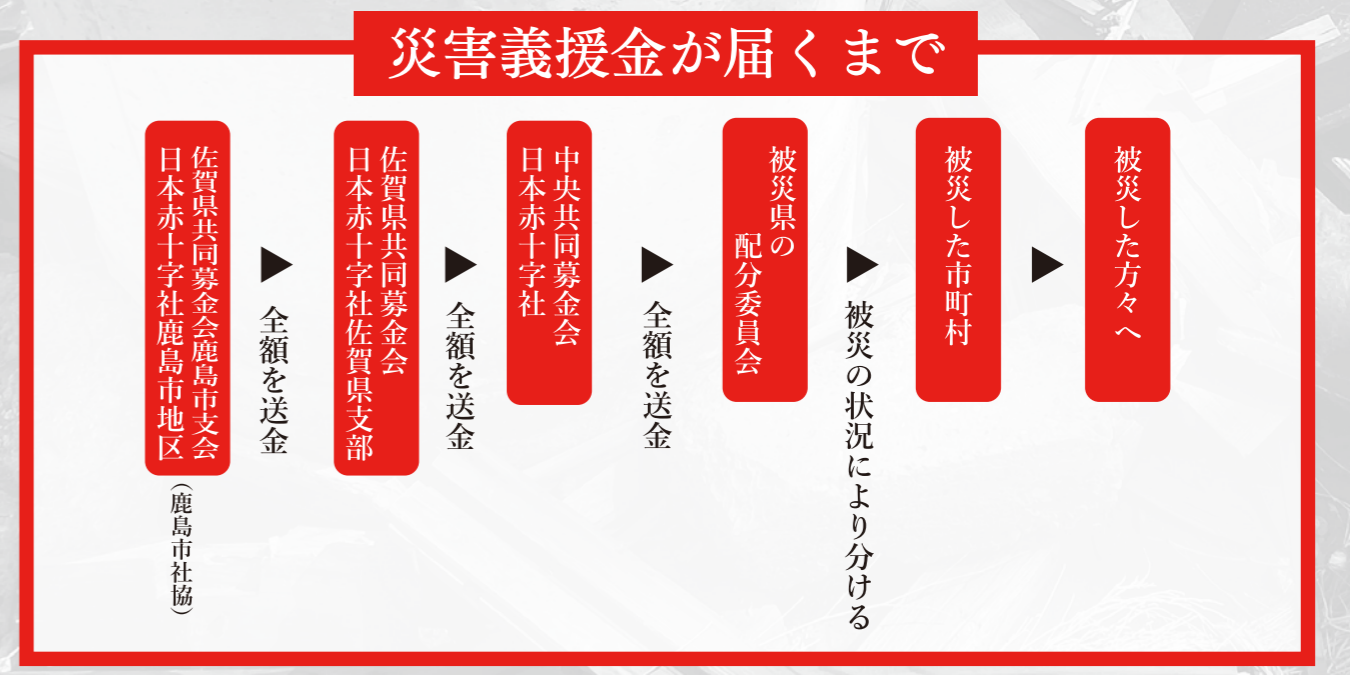 災害義援金が届くまで
佐賀県共同募金会鹿島市支会
日本赤十字社鹿島市地区
(鹿島市社協)
全額を送金
佐賀県共同募金会
日本赤十字社佐賀県支部
全額を送金
中央共同募金会
日本赤十字社
全額を送金
被災県の
配分委員会
被災の状況により分ける
被災した市町村
被災した方々へ